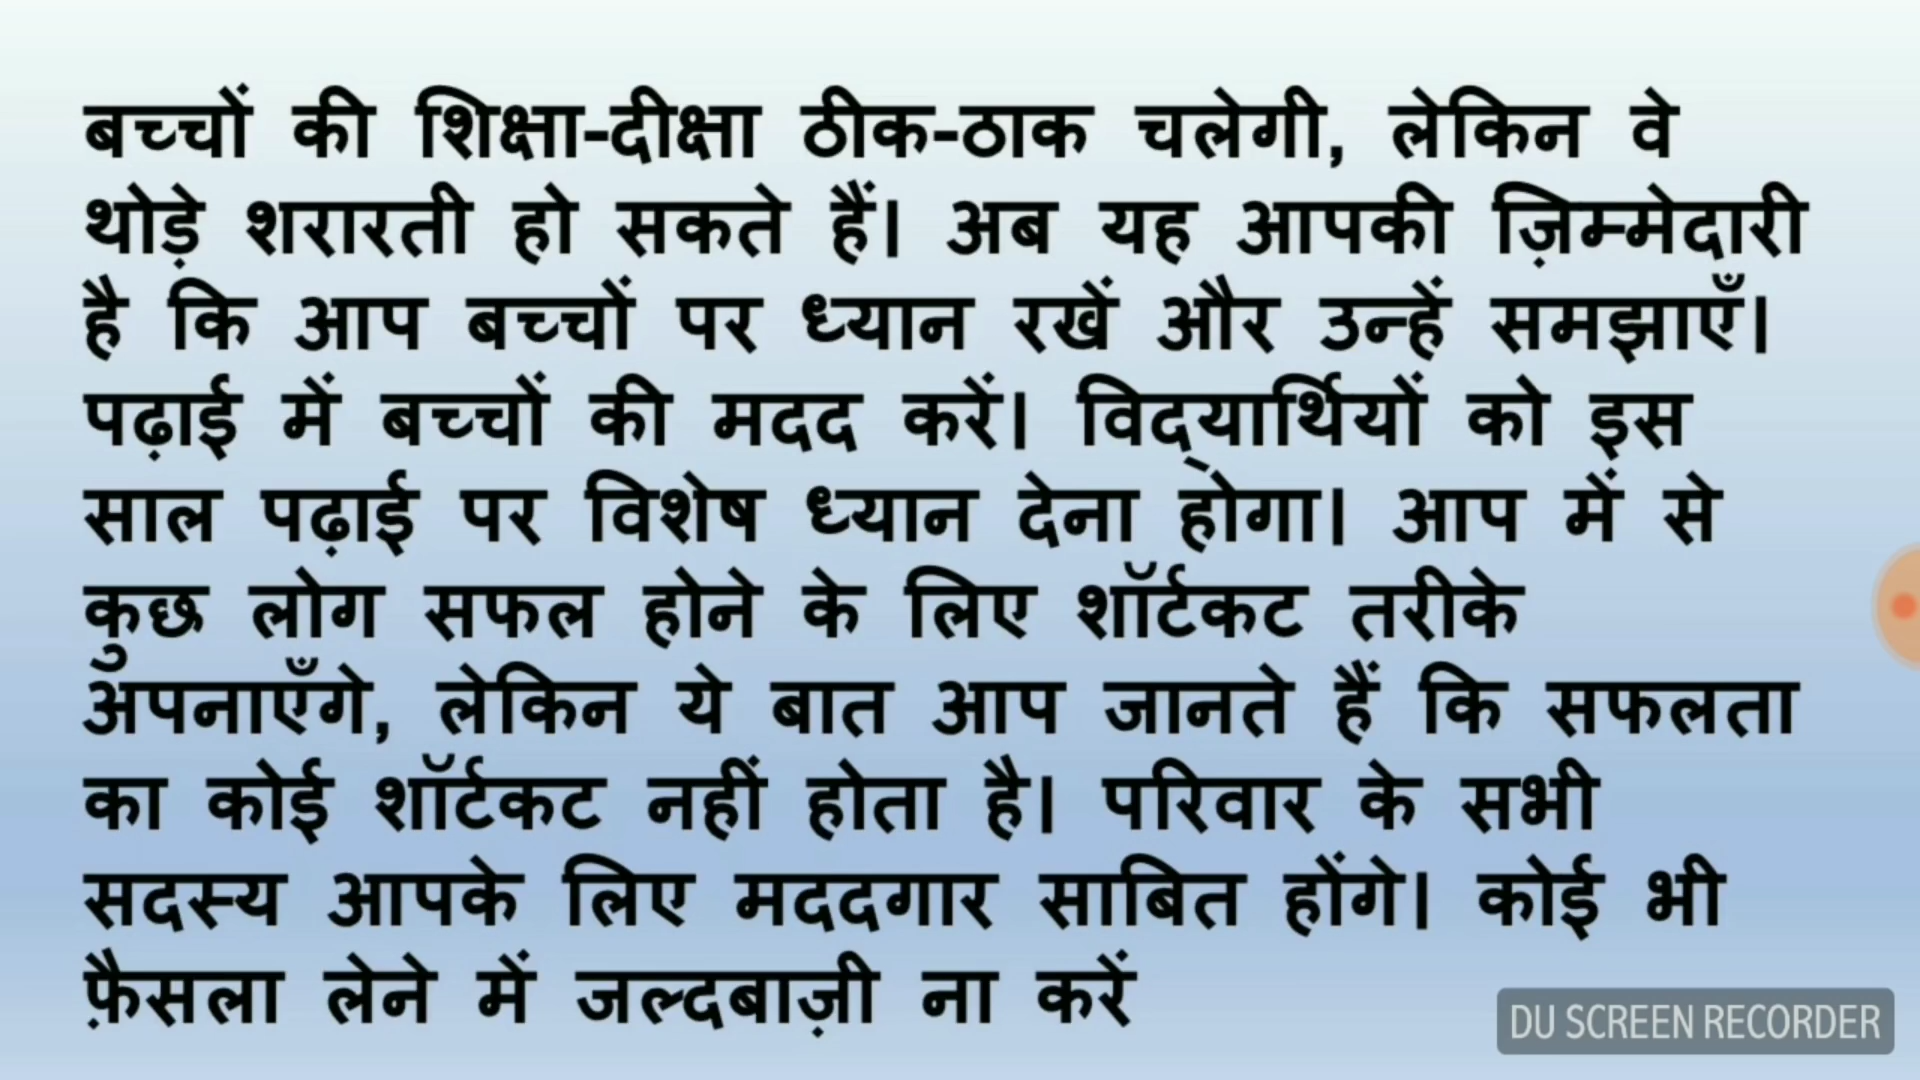 बच्चों की शिक्षा-दीक्षा ठीक-ठाक चलेगी, लेकिन वे
थोड़े शरारती हो सकते हैं। अब यह आपकी ज़िम्मेदारी
है कि आप बच्चों पर ध्यान रखें और उन्हें समझाएँ।
पढ़ाई में बच्चों की मदद करें। विद्यार्थियों को इस
साल पढ़ाई पर विशेष ध्यान देना होगा। आप में से
कुछ लोग सफल होने के लिए शॉर्टकट तरीके
अपनाएँगे, लेकिन ये बात आप जानते हैं कि सफलता
का कोई शॉर्टकट नहीं होता है। परिवार के सभी
सदस्य आपके लिए मददगार साबित होंगे। कोई भी
फ़ैसला लेने में जल्दबाज़ी ना करें
DU SCREEN RECORDER